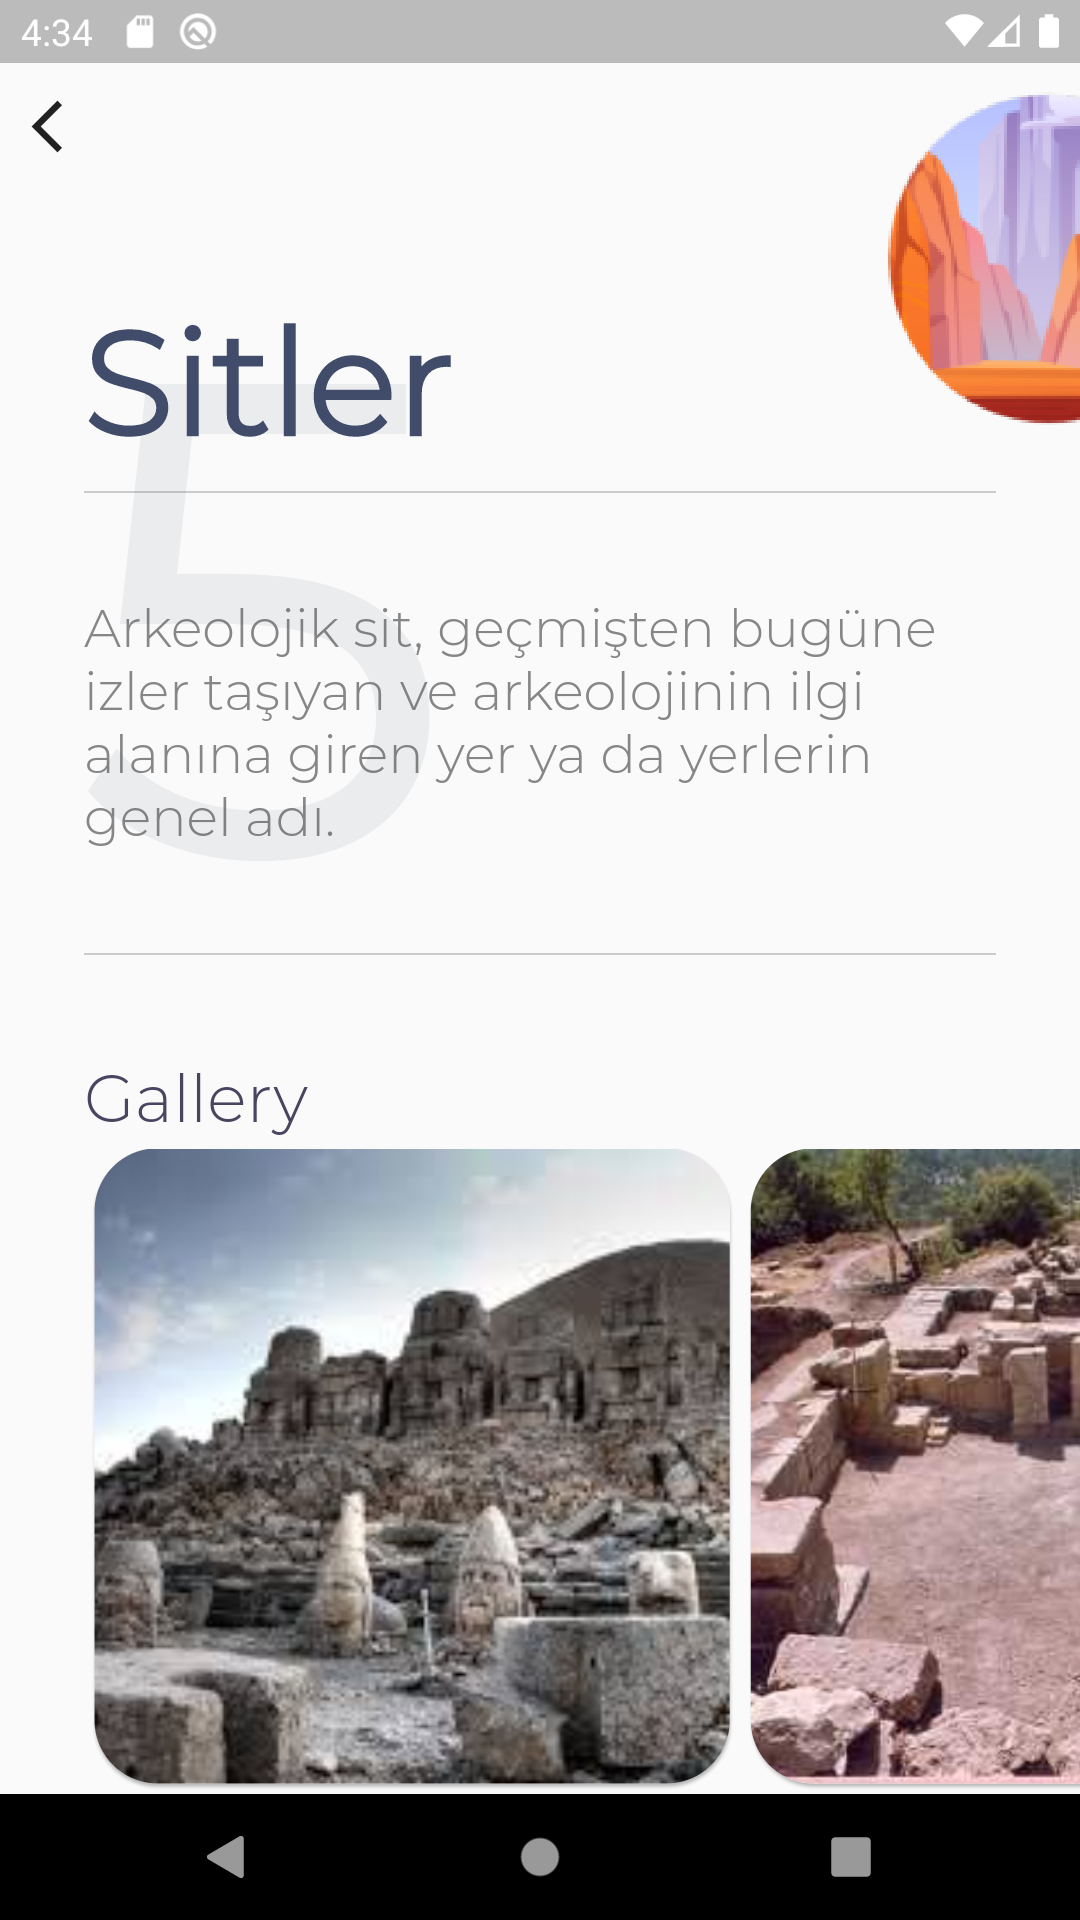 4:34
Sitler
5
Arkeolojik sit, geçmişten bugüne
izler taşıyan ve arkeolojinin ilgi
alanına giren yer ya da yerlerin
genel adı.
Gallery